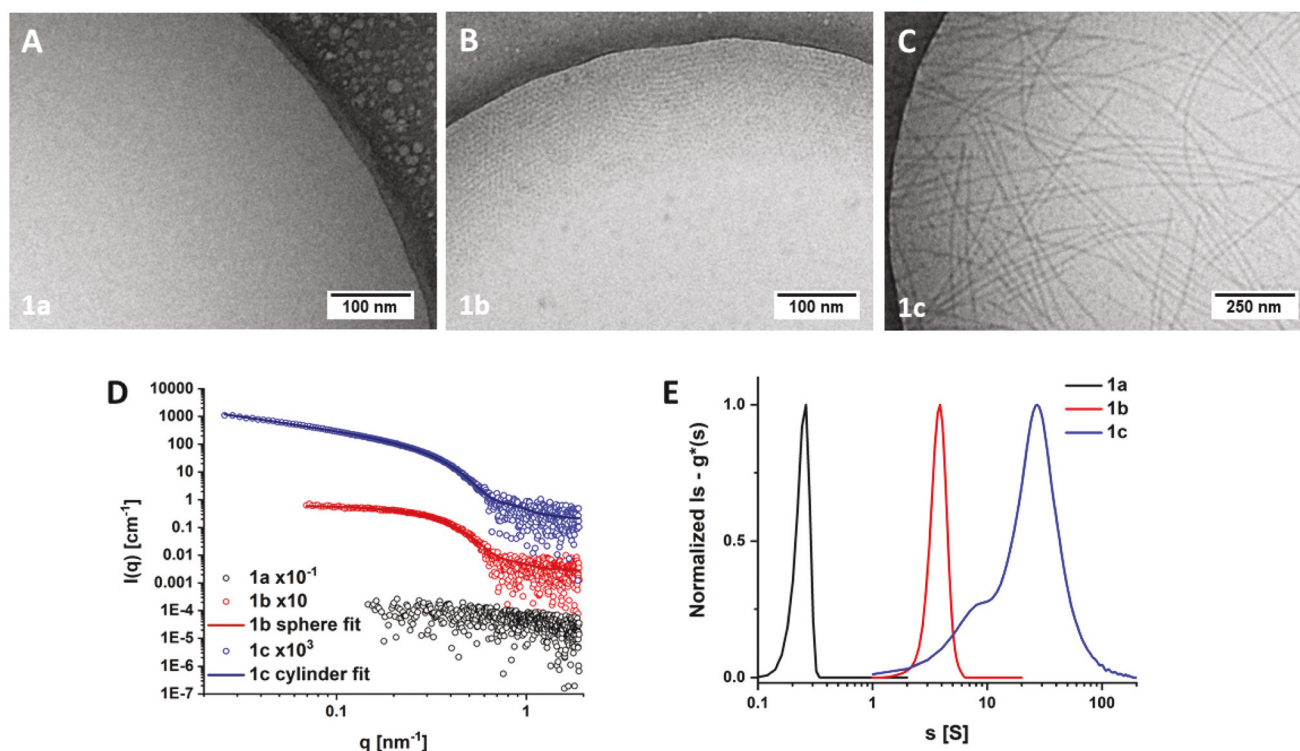 A
1a
100 nm
B
1b
100 nm
C
1c
250 nm
D
I(q) [cm⁻¹]
10000
1000
100
10
1
0.1
0.01
0.001
1E-4
1E-5
1E-6
1E-7
1a x10⁻¹
1b x10
1b sphere fit
1c x10³
1c cylinder fit
0.1
1
q [nm⁻¹]
E
1a
1b
1c
Normalized ls - g*(s)
1.0
0.5
0.0
0.1
1
10
100
s [S]